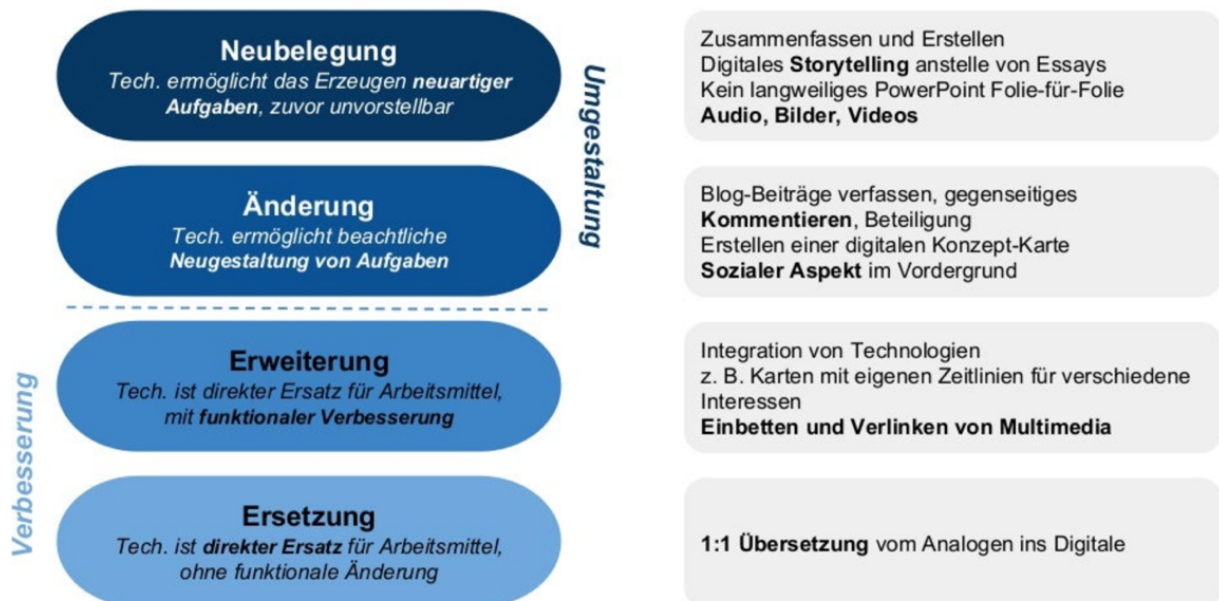 Neubelegung
Tech. ermöglicht das Erzeugen neuartiger
Aufgaben, zuvor unvorstellbar
Umgestaltung
Zusammenfassen und Erstellen
Digitales Storytelling anstelle von Essays
Kein langweiliges PowerPoint Folie-für-Folie
Audio, Bilder, Videos
Änderung
Tech. ermöglicht beachtliche
Neugestaltung von Aufgaben
Blog-Beiträge verfassen, gegenseitiges
Kommentieren, Beteiligung
Erstellen einer digitalen Konzept-Karte
Sozialer Aspekt im Vordergrund
Verbesserung
Erweiterung
Tech. ist direkter Ersatz für Arbeitsmittel,
mit funktionaler Verbesserung
Integration von Technologien
z. B. Karten mit eigenen Zeitlinien für verschiedene
Interessen
Einbetten und Verlinken von Multimedia
Ersetzung
Tech. ist direkter Ersatz für Arbeitsmittel,
ohne funktionale Änderung
1:1 Übersetzung vom Analogen ins Digitale